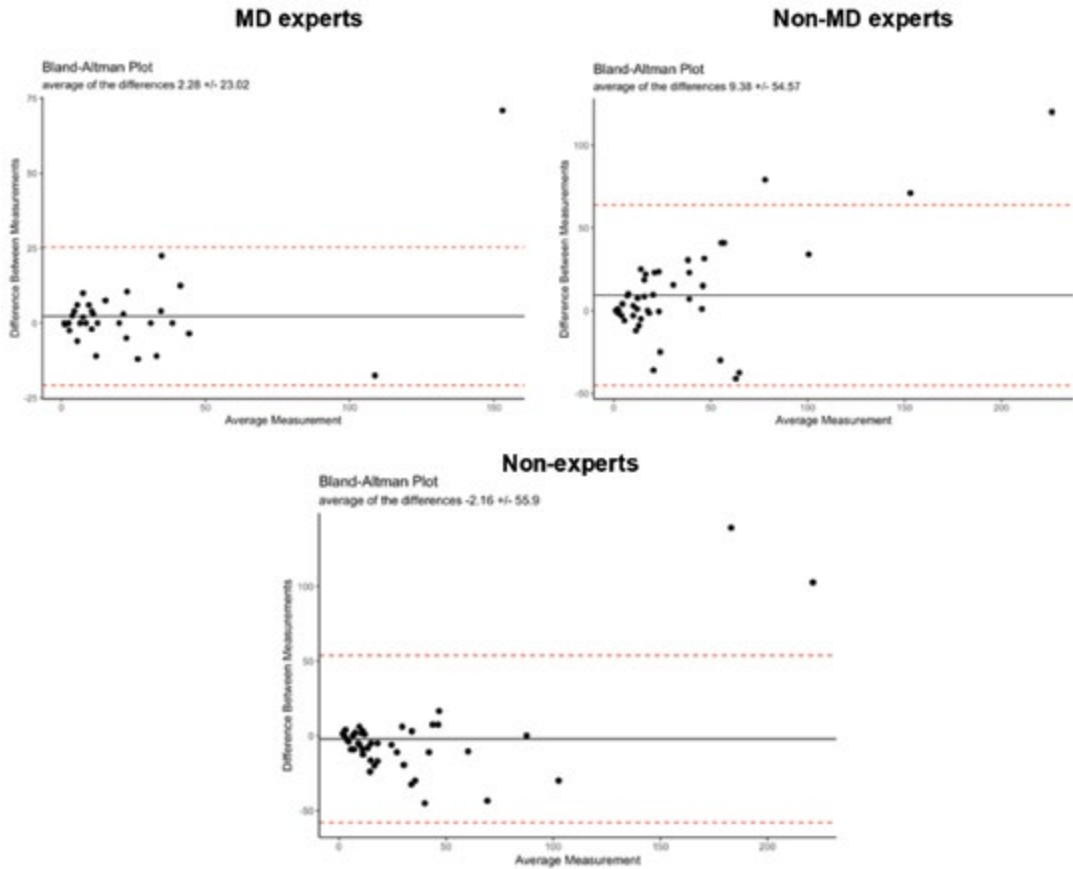 MD experts
Bland-Altman Plot
average of the differences 2.28 +/- 23.02
Difference Between Measurements
75
50
25
0
-25
0
50
100
150
Average Measurement
Non-MD experts
Bland-Altman Plot
average of the differences 9.38 +/- 54.57
Difference Between Measurements
100
50
0
-50
0
50
100
150
200
Average Measurement
Non-experts
Bland-Altman Plot
average of the differences -2.16 +/- 55.9
Difference Between Measurements
100
50
0
-50
0
50
100
150
200
Average Measurement